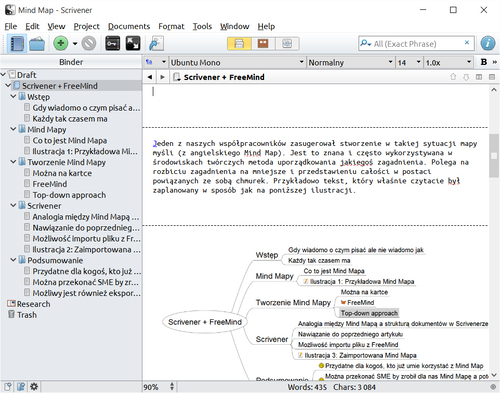 Mind Map - Scrivener
File Edit View Project Documents Format Tools Window Help
All (Exact Phrase)
Binder
Ubuntu Mono Normalny 14 1.0x B »
Draft
Scrivener + FreeMind
Wstęp
Gdy wiadomo o czym pisać a...
Każdy tak czasem ma
Mind Mapy
Co to jest Mind Mapa
Ilustracja 1: Przykładowa Mi...
Tworzenie Mind Mapy
Można na kartce
FreeMind
Top-down approach
Scrivener
Analogia między Mind Mapą ...
Nawiązanie do poprzedniego...
Możliwość importu pliku z Fr...
Ilustracja 2: Zaimportowana ...
Podsumowanie
Przydatne dla kogoś, kto już ...
Można przekonać SME by zr...
Możliwy jest również ekspor...
Research
Trash
Scrivener + FreeMind
Jeden z naszych współpracowników zasugerował stworzenie w takiej sytuacji mapy
myśli (z angielskiego Mind Map). Jest to znana i często wykorzystywana w
środowiskach twórczych metoda uporządkowania jakiegoś zagadnienia. Polega na
rozbiciu zagadnienia na mniejsze i przedstawieniu całości w postaci
powiązanych ze sobą chmurek. Przykładowo tekst, który właśnie czytacie był
zaplanowany w sposób jak na poniższej ilustracji.
Wstęp
Gdy wiadomo o czym pisać ale nie wiadomo jak
Każdy tak czasem ma
Mind Mapy
Co to jest Mind Mapa
Ilustracja 1: Przykładowa Mind Mapa
Tworzenie Mind Mapy
Można na kartce
FreeMind
Top-down approach
Scrivener + FreeMind
Scrivener
Analogia między Mind Mapą a strukturą dokumentów w Scrivenerze
Nawiązanie do poprzedniego artykułu
Możliwość importu pliku z FreeMind
Ilustracja 3: Zaimportowana Mind Mapa
Podsumowanie
Przydatne dla kogoś, kto już umie korzystać z Mind Map
Można przekonać SME by zrobił dla nas Mind Mapę a pot
90% Words: 435 Chars: 3 084